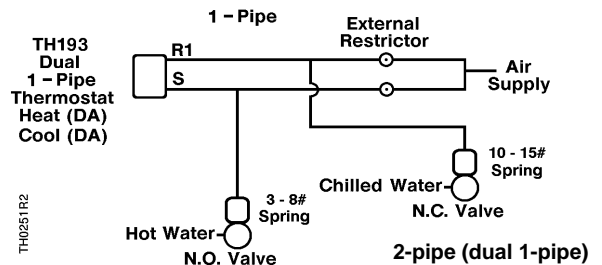 1 - Pipe
External
Restrictor
TH193
Dual
1 - Pipe
Thermostat
Heat (DA)
Cool (DA)
R1
S
Air
Supply
10 - 15#
Spring
Chilled Water
N.C. Valve
3 - 8#
Spring
Hot Water
N.O. Valve
2-pipe (dual 1-pipe)
TH0251R2